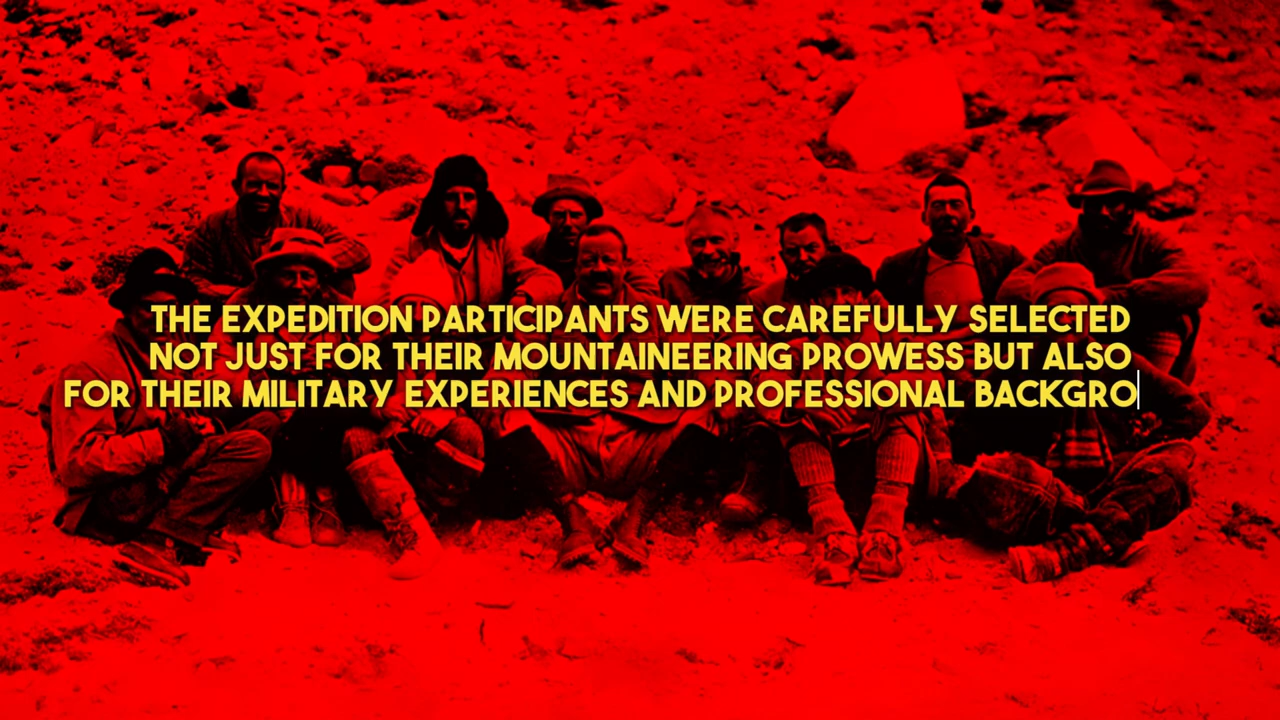 THE EXPEDITION PARTICIPANTS WERE CAREFULLY SELECTED
NOT JUST FOR THEIR MOUNTAINEERING PROWESS BUT ALSO
FOR THEIR MILITARY EXPERIENCES AND PROFESSIONAL BACKGRO